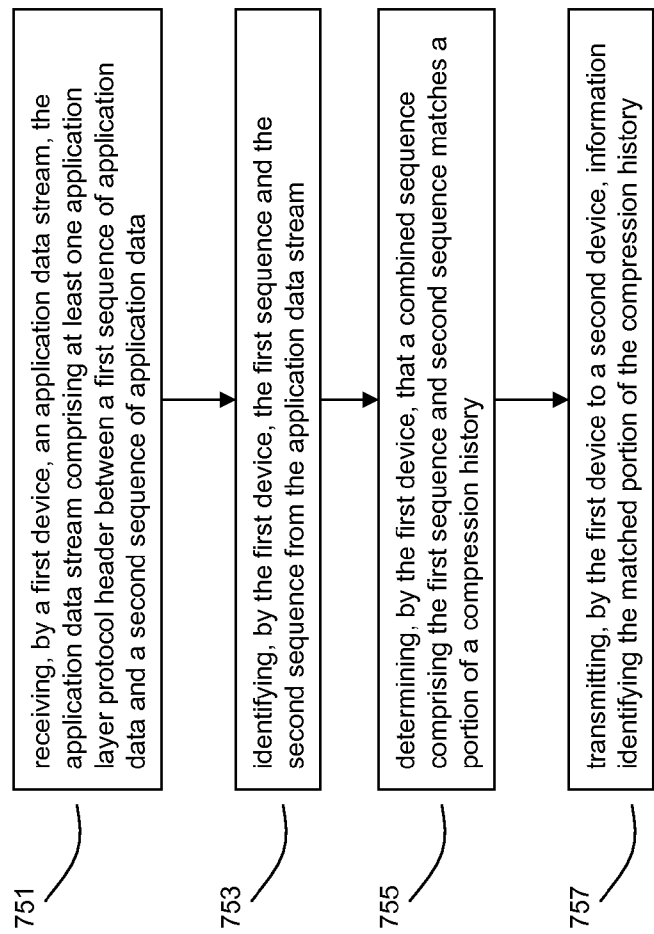 751
receiving, by a first device, an application data stream, the
application data stream comprising at least one application
layer protocol header between a first sequence of application
data and a second sequence of application data
753
identifying, by the first device, the first sequence and the
second sequence from the application data stream
755
determining, by the first device, that a combined sequence
comprising the first sequence and second sequence matches a
portion of a compression history
757
transmitting, by the first device to a second device, information
identifying the matched portion of the compression history